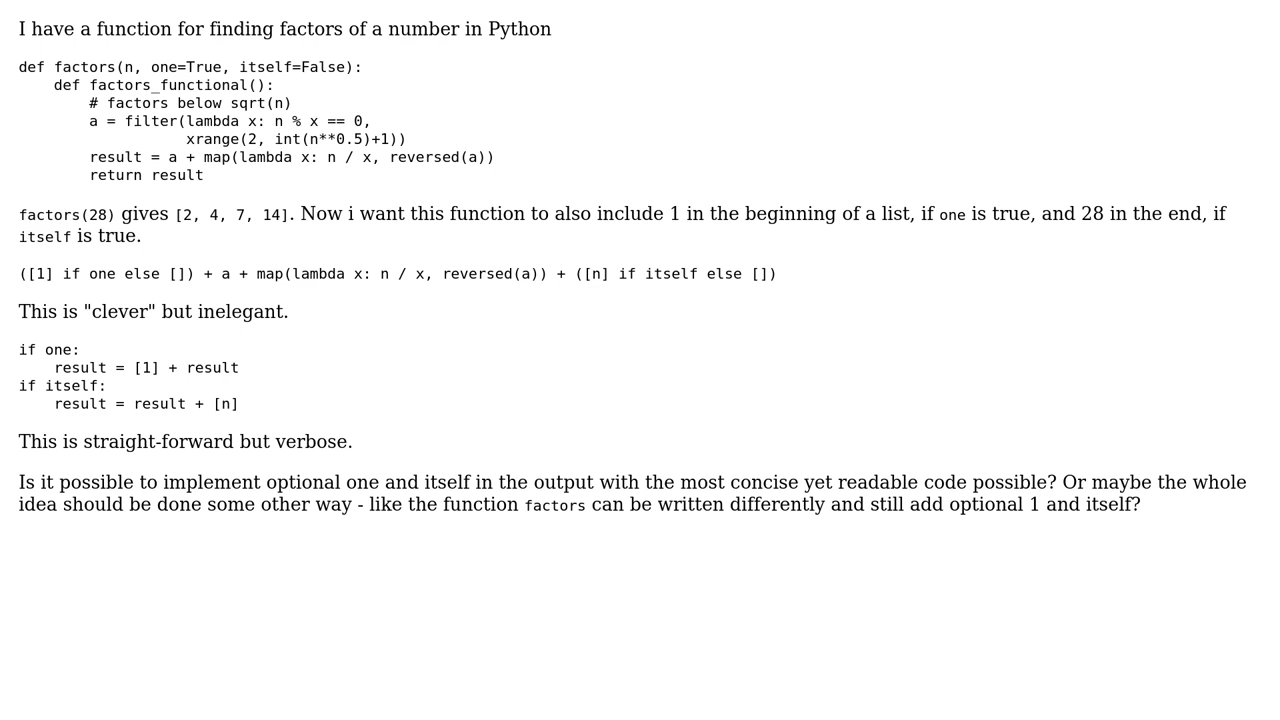 I have a function for finding factors of a number in Python
def factors(n, one=True, itself=False):
    def factors_functional():
        # factors below sqrt(n)
        a = filter(lambda x: n % x == 0,
                   xrange(2, int(n**0.5)+1))
        result = a + map(lambda x: n / x, reversed(a))
        return result
factors(28) gives [2, 4, 7, 14]. Now i want this function to also include 1 in the beginning of a list, if one is true, and 28 in the end, if
itself is true.
([1] if one else []) + a + map(lambda x: n / x, reversed(a)) + ([n] if itself else [])
This is "clever" but inelegant.
if one:
    result = [1] + result
if itself:
    result = result + [n]
This is straight-forward but verbose.
Is it possible to implement optional one and itself in the output with the most concise yet readable code possible? Or maybe the whole
idea should be done some other way - like the function factors can be written differently and still add optional 1 and itself?